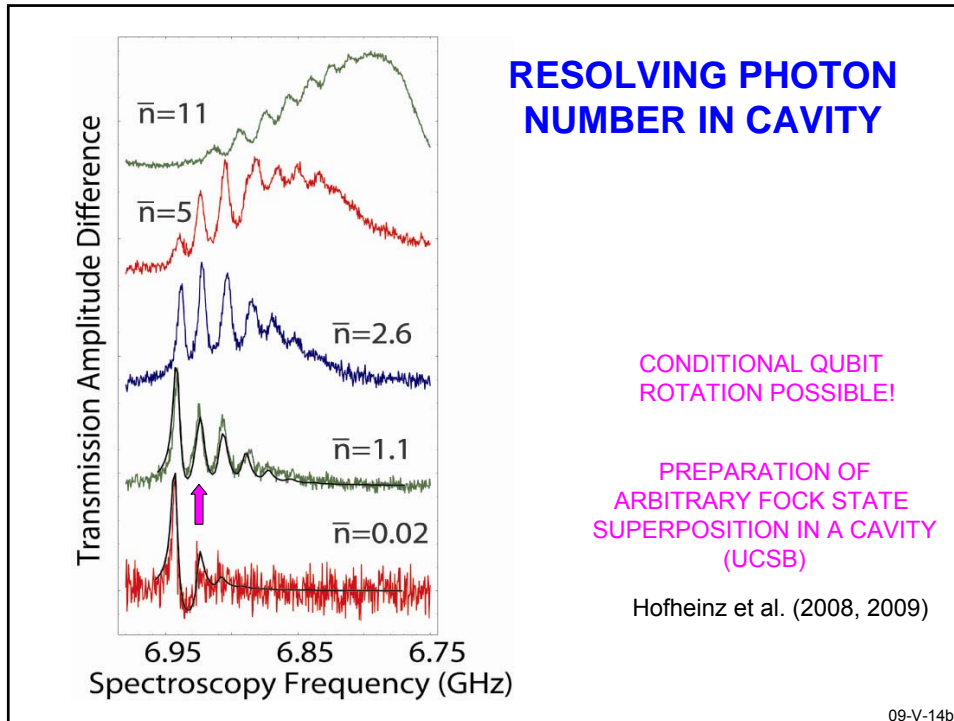 RESOLVING PHOTON
NUMBER IN CAVITY
Transmission Amplitude Difference
n̅=11
n̅=5
n̅=2.6
n̅=1.1
n̅=0.02
6.95 6.85 6.75
Spectroscopy Frequency (GHz)
CONDITIONAL QUBIT
ROTATION POSSIBLE!
PREPARATION OF
ARBITRARY FOCK STATE
SUPERPOSITION IN A CAVITY
(UCSB)
Hofheinz et al. (2008, 2009)
09-V-14b